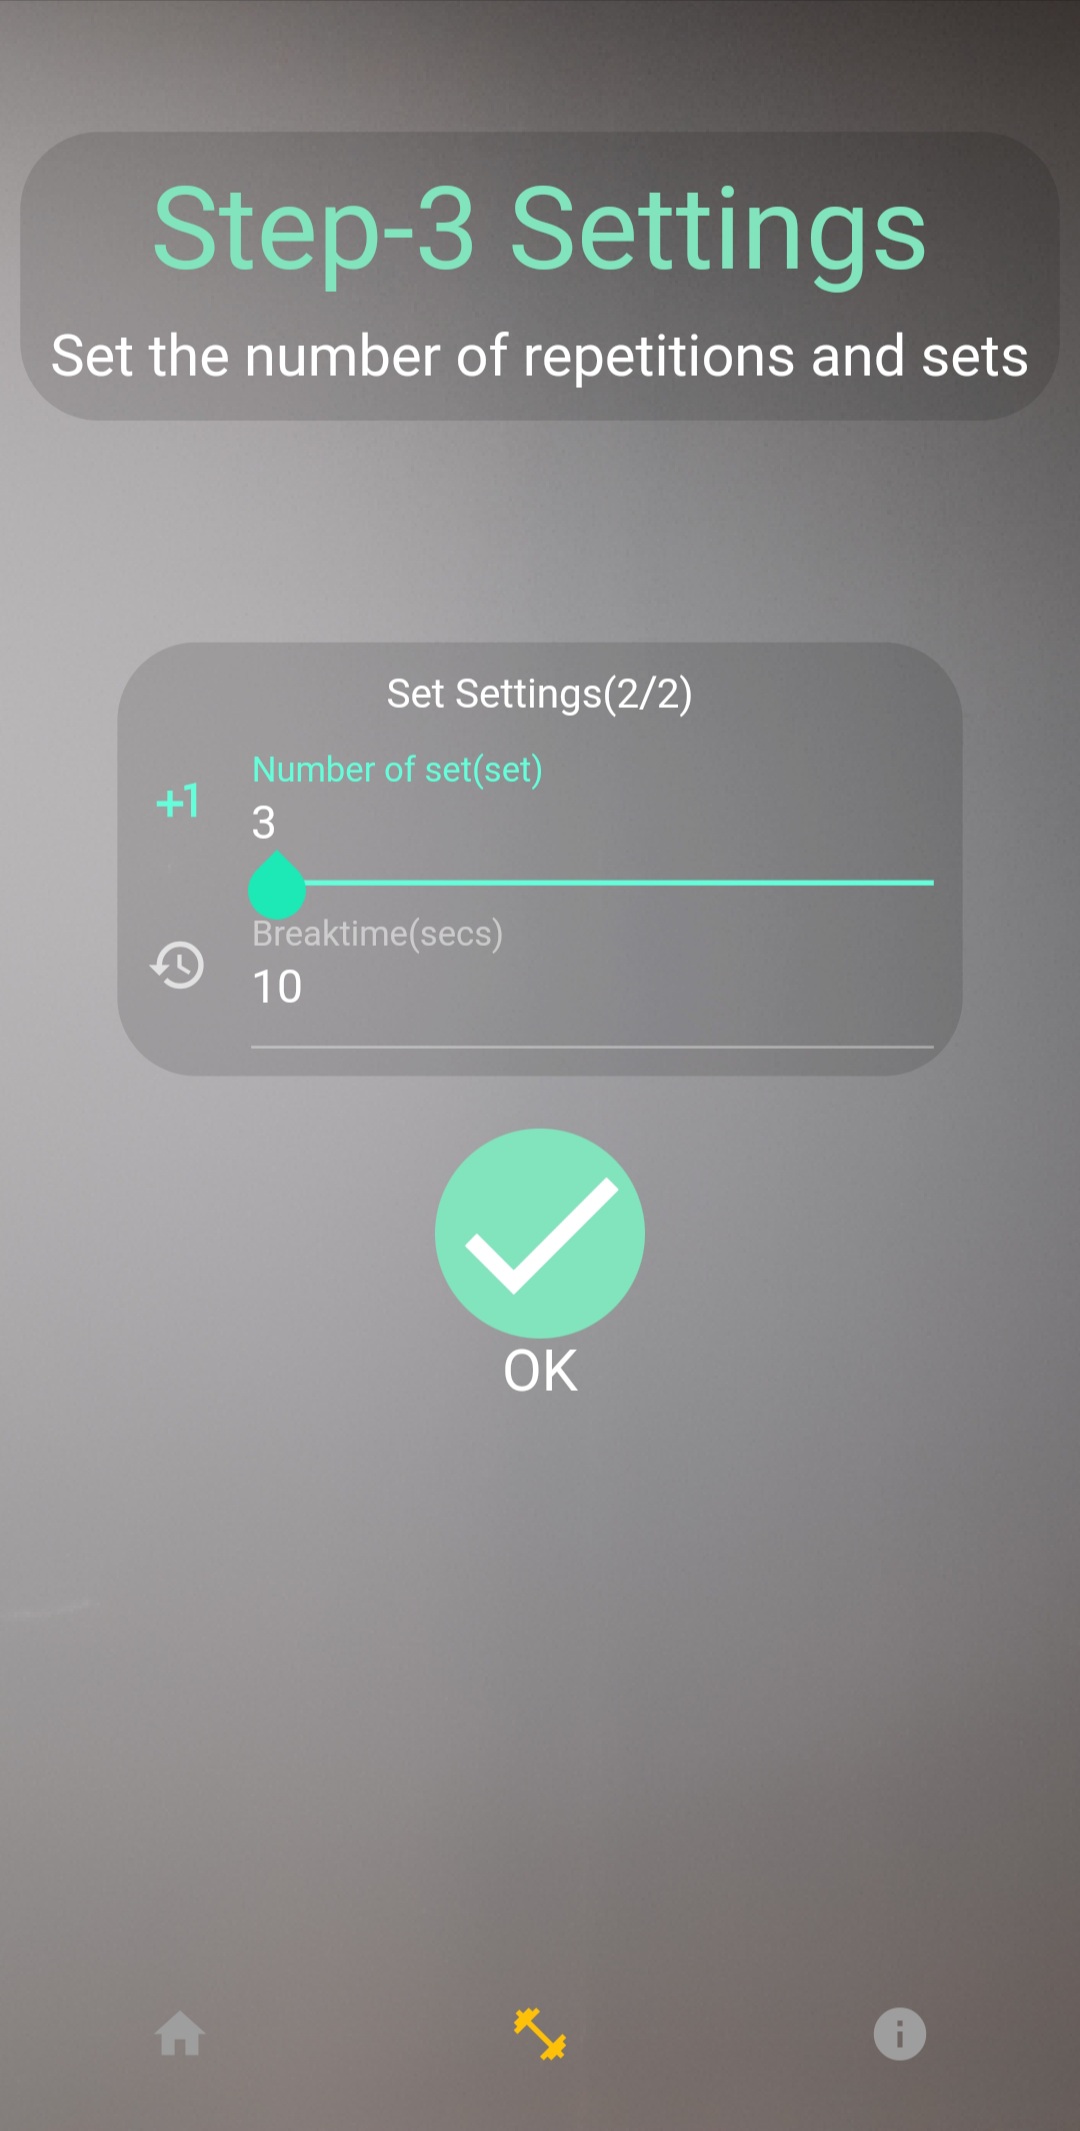 Step-3 Settings
Set the number of repetitions and sets
Set Settings(2/2)
Number of set(set)
+1
3
Breaktime(secs)
10
OK